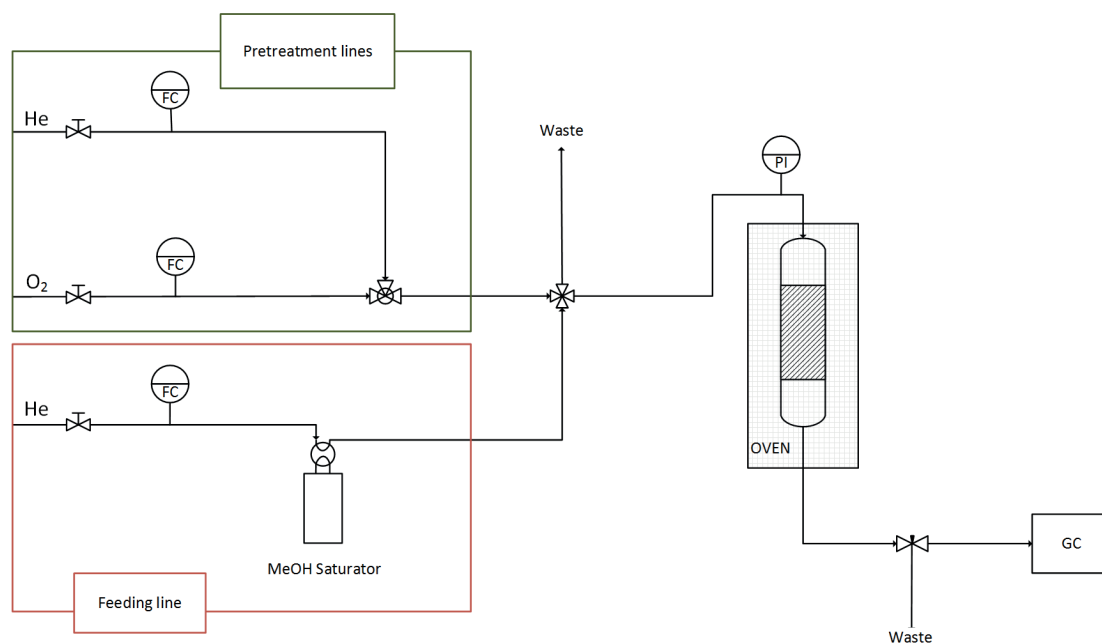 Pretreatment lines
FC
He
Waste
PI
FC
O₂
FC
He
OVEN
MeOH Saturator
GC
Feeding line
Waste